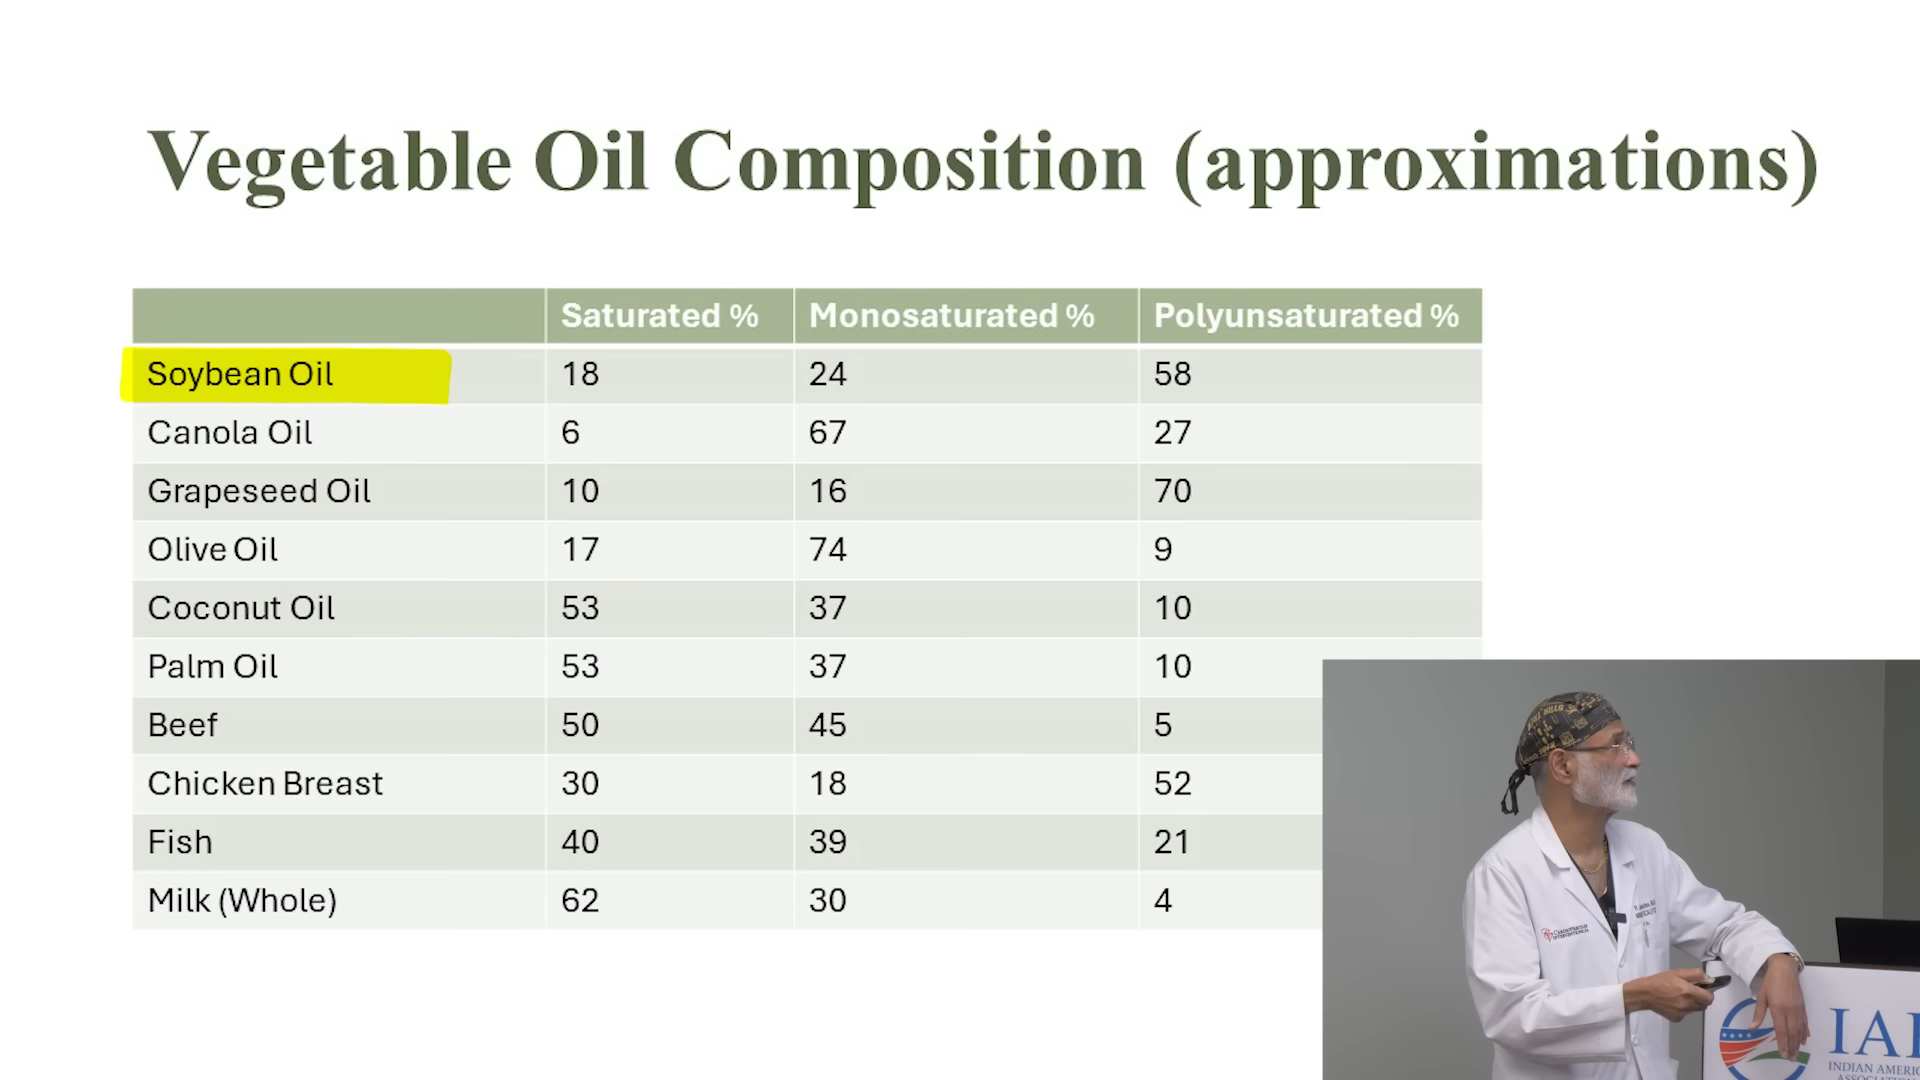 Vegetable Oil Composition (approximations)
Saturated % Monosaturated % Polyunsaturated %
Soybean Oil 18 24 58
Canola Oil 6 67 27
Grapeseed Oil 10 16 70
Olive Oil 17 74 9
Coconut Oil 53 37 10
Palm Oil 53 37 10
Beef 50 45 5
Chicken Breast 30 18 52
Fish 40 39 21
Milk (Whole) 62 30 4
INDIAN